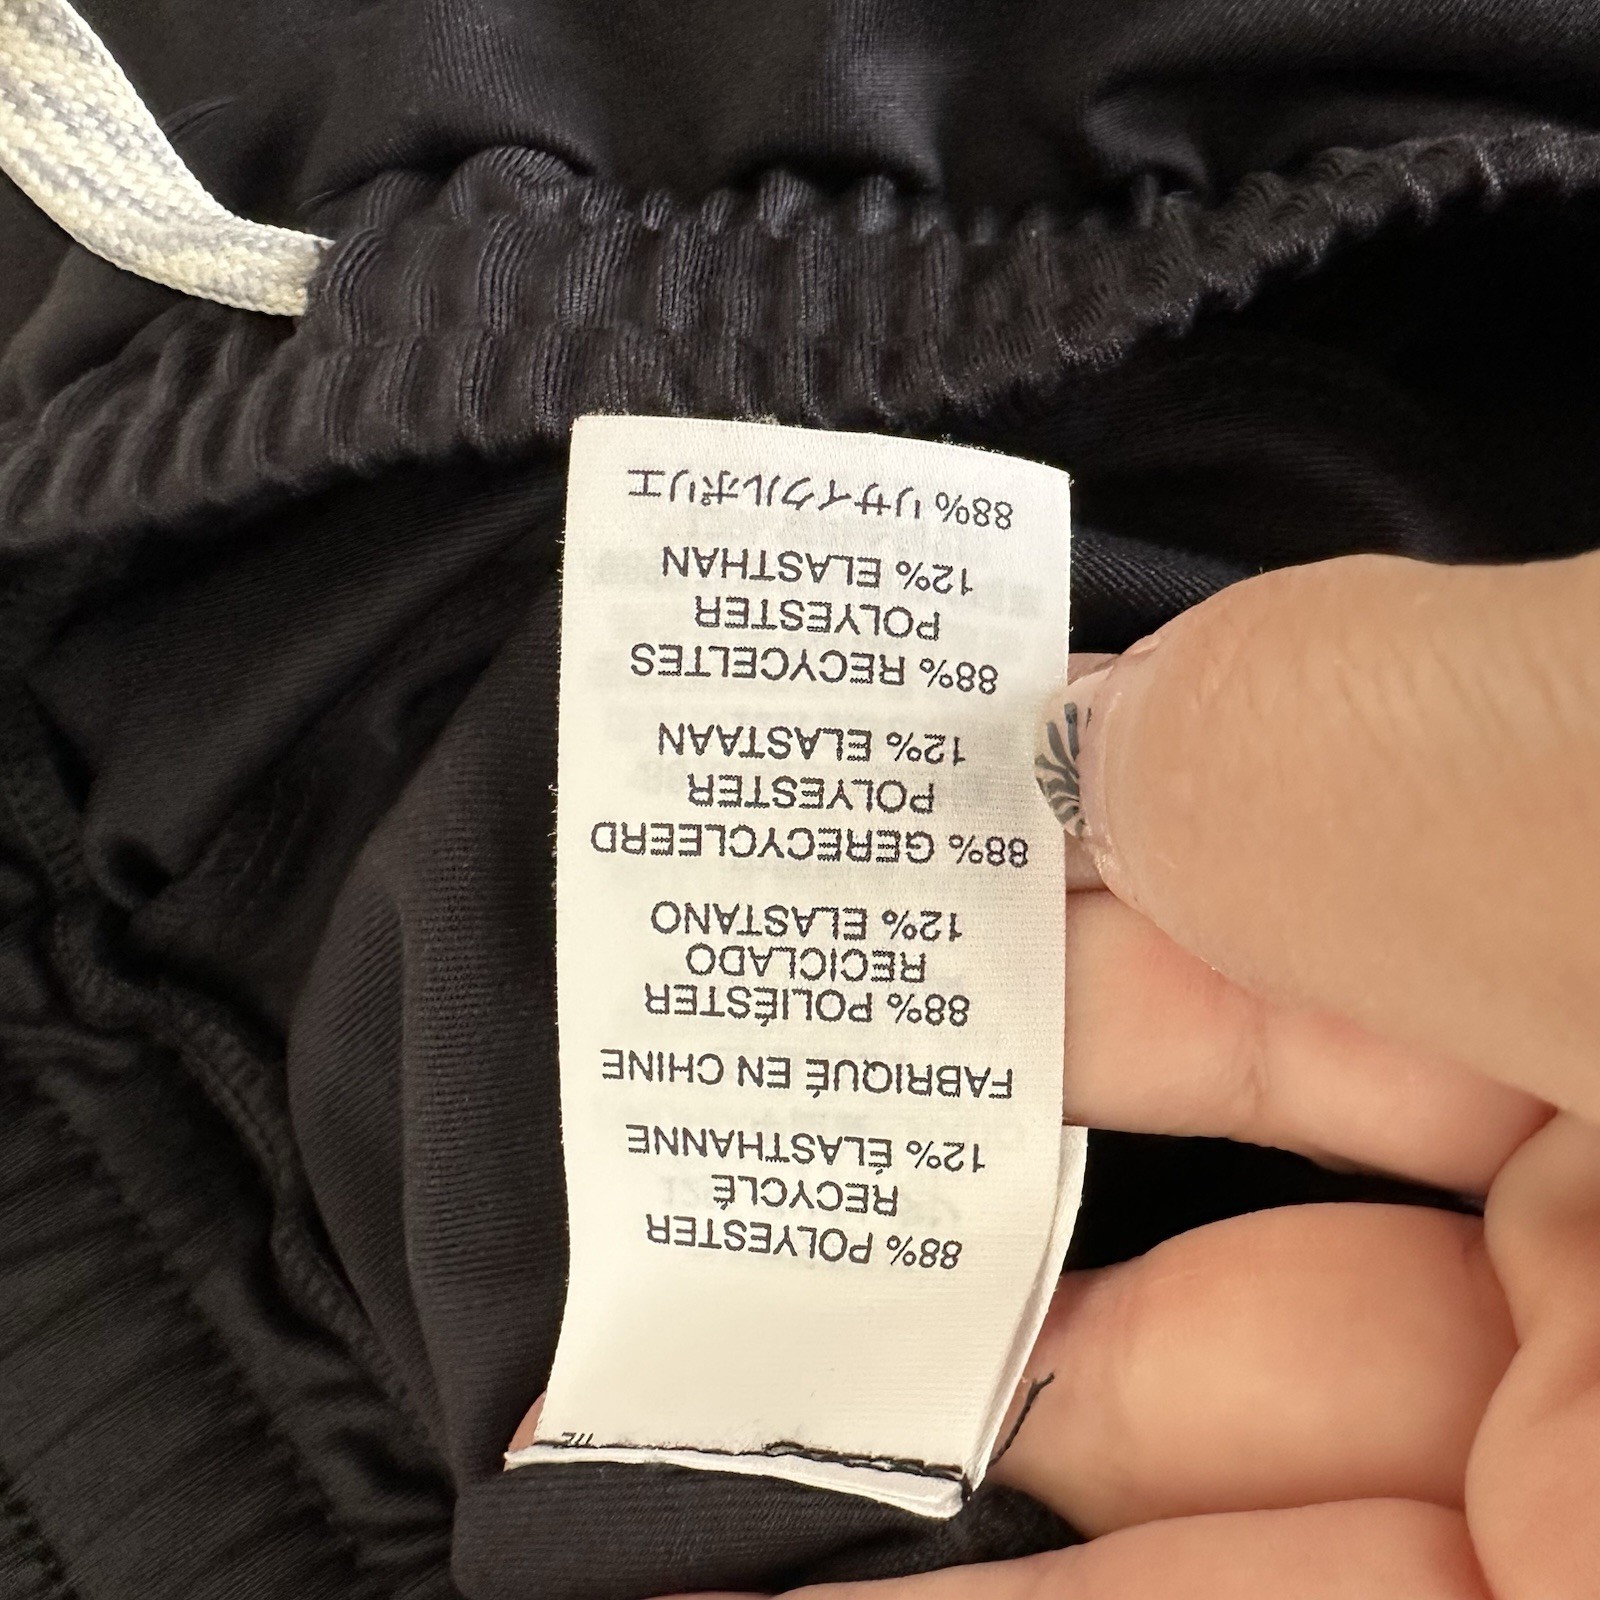 88% POLYESTER
RECYCLÉ
12% ÉLASTHANNE
FABRIQUÉ EN CHINE
88% POLIÉSTER
RECICLADO
12% ELASTANO
88% GERECYCLEERD
POLYESTER
12% ELASTAAN
88% RECYCELTES
POLYESTER
12% ELASTHAN
88% リサイクルポリエ